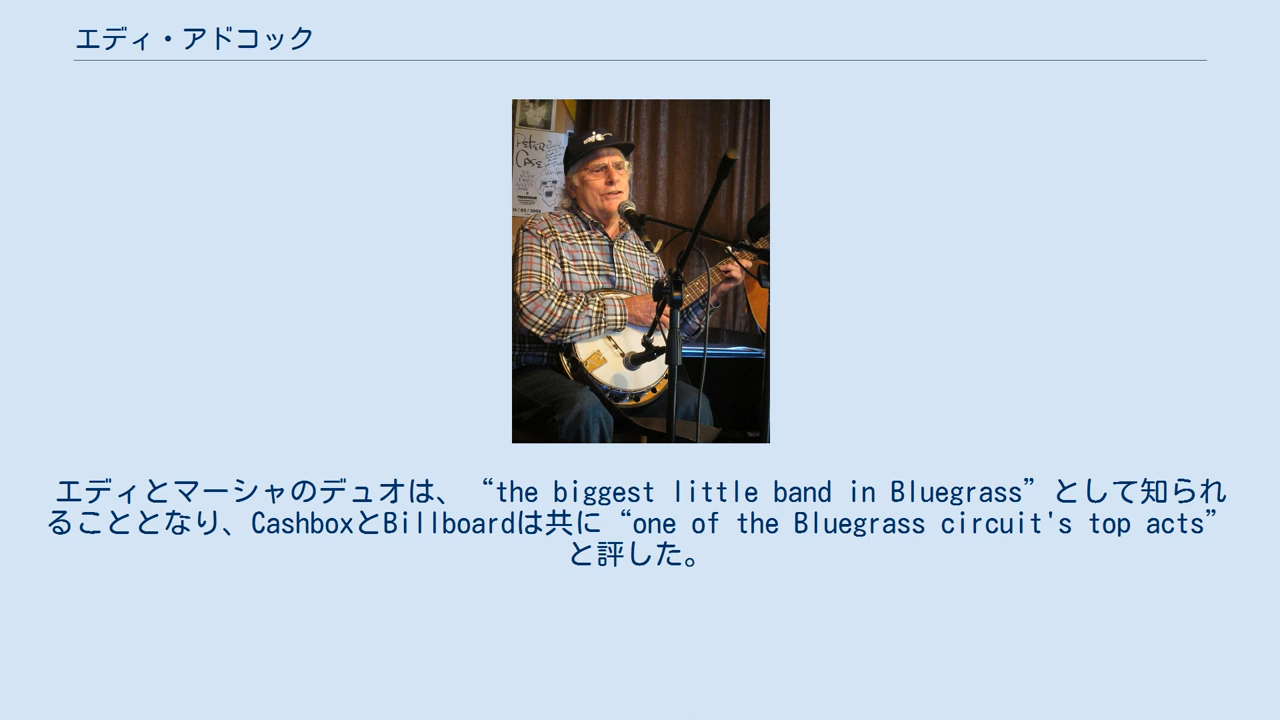 エディ・アドコック
Peter
Case
エディとマーシャのデュオは、“the biggest little band in Bluegrass”として知られ
ることとなり、CashboxとBillboardは共に“one of the Bluegrass circuit's top acts”
と評した。